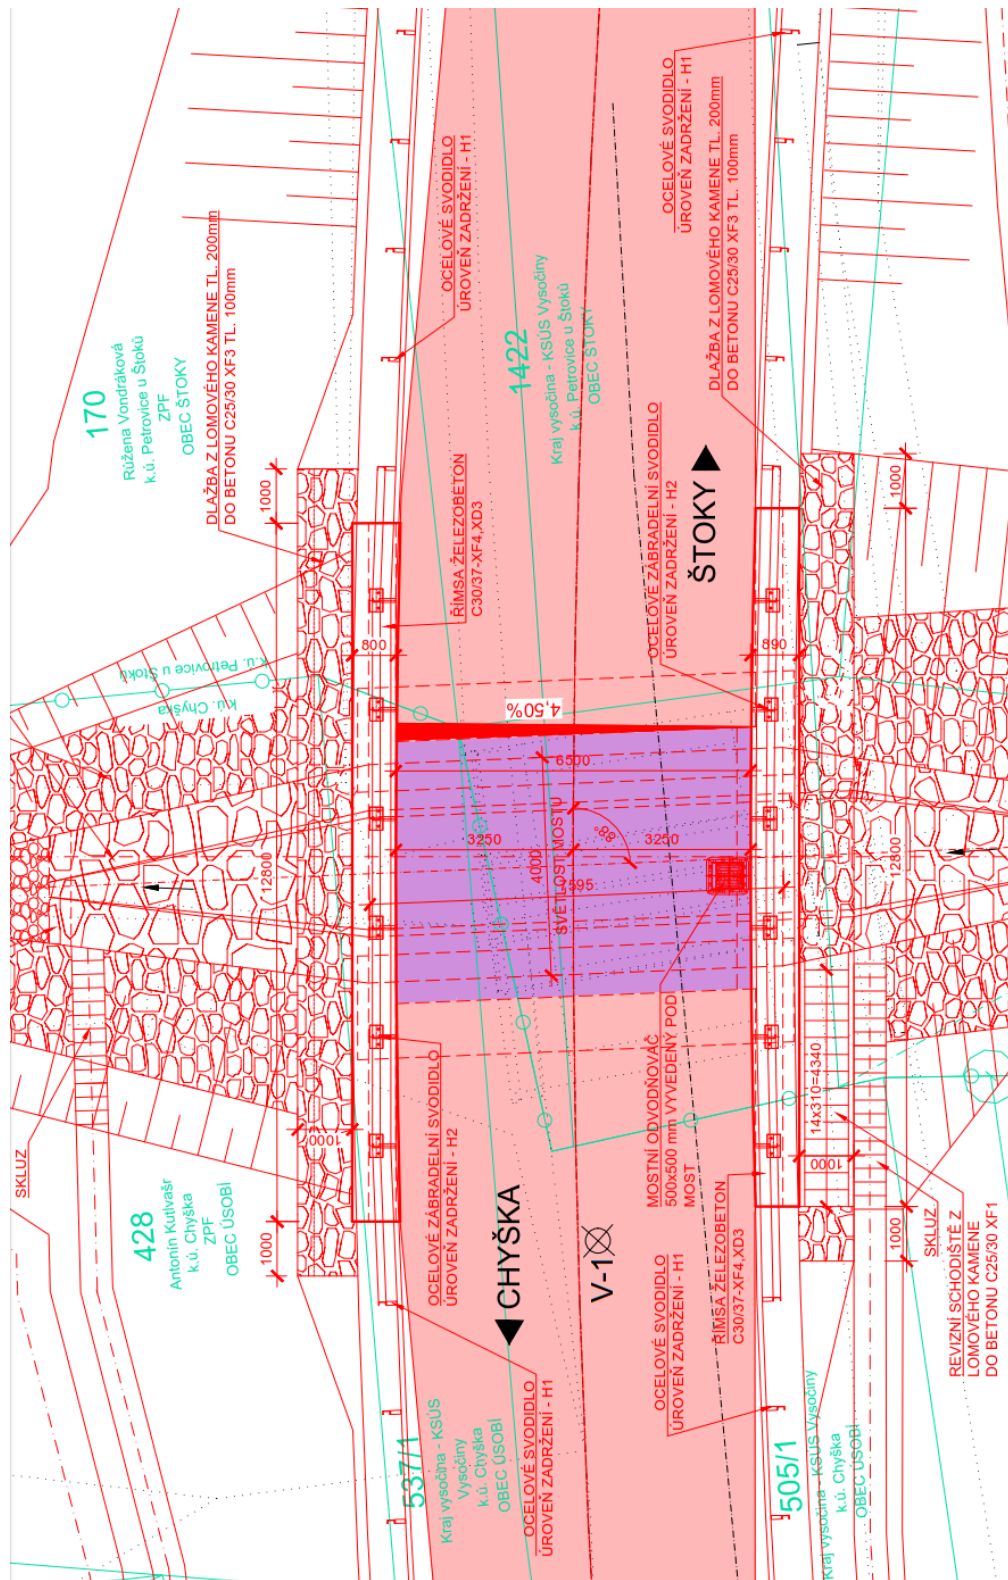 170
Růžena Vondráková
k.ú. Petrovice u Štoků
ZPF
OBEC ŠTOKY
DLAŽBA Z LOMOVÉHO KAMENE TL. 200mm
DO BETONU C25/30 XF3 TL. 100mm
OCELOVÉ SVODIDLO
ÚROVEŇ ZADRŽENÍ - H1
1422
Kraj vysočina - KSÚS Vysočiny
k.ú. Petrovice u Štoků
OBEC ŠTOKY
OCELOVÉ SVODIDLO
ÚROVEŇ ZADRŽENÍ - H1
DLAŽBA Z LOMOVÉHO KAMENE TL. 200mm
DO BETONU C25/30 XF3 TL. 100mm
1000
ŘÍMSA ŽELEZOBETON
C30/37-XF4,XD3
OCELOVÉ ZÁBRADELNÍ SVODIDLO
ÚROVEŇ ZADRŽENÍ - H2
ŠTOKY
1000
k.ú. Petrovice u Štoků
k.ú. Chyška
800
890
4,50%
6500
3250
3250
88°
4000
SVĚTLOST MOSTU
7595
12800
12800
MOSTNÍ ODVODŇOVAČ
500x500 mm VYVEDENÝ POD
MOST
14x310=4340
1000
1000
SKLUZ
428
Antonín Kutlvašr
k.ú. Chyška
ZPF
OBEC ÚSOBÍ
1000
OCELOVÉ ZÁBRADELNÍ SVODIDLO
ÚROVEŇ ZADRŽENÍ - H2
CHYŠKA
V-1
ŘÍMSA ŽELEZOBETON
C30/37-XF4,XD3
1000
SKLUZ
REVIZNÍ SCHODIŠTĚ Z
LOMOVÉHO KAMENE
DO BETONU C25/30 XF1
537/1
Kraj vysočina - KSÚS
Vysočiny
k.ú. Chyška
OBEC ÚSOBÍ
OCELOVÉ SVODIDLO
ÚROVEŇ ZADRŽENÍ - H1
OCELOVÉ SVODIDLO
ÚROVEŇ ZADRŽENÍ - H1
505/1
Kraj vysočina - KSÚS Vysočiny
k.ú. Chyška
OBEC ÚSOBÍ